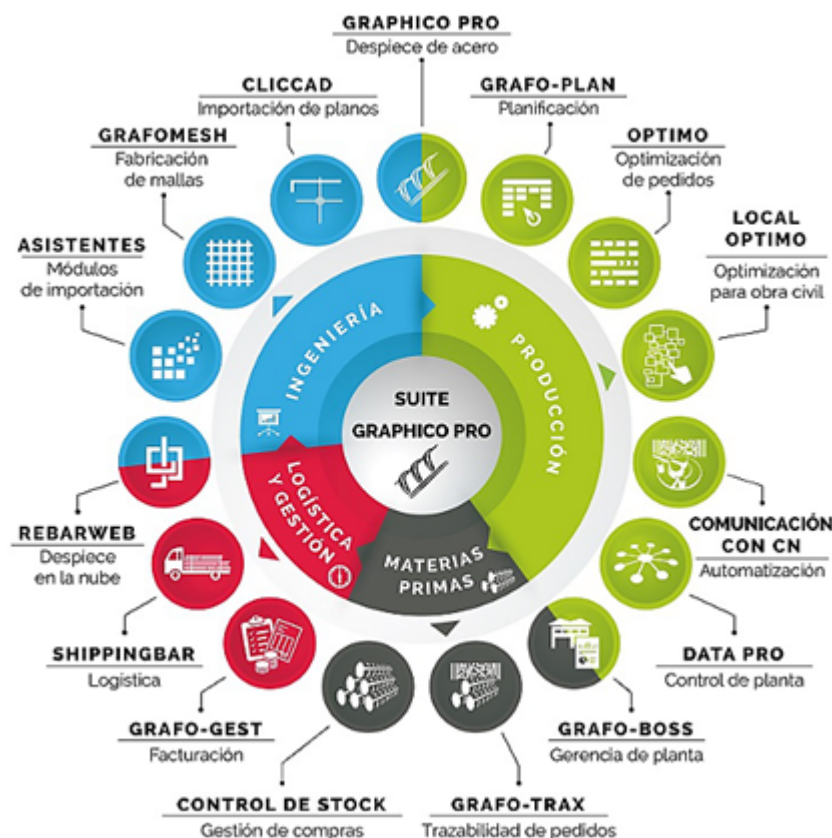 GRAPHICO PRO
Despiece de acero
CLICCAD
Importación de planos
GRAFO-PLAN
Planificación
GRAFOMESH
Fabricación
de mallas
OPTIMO
Optimización
de pedidos
ASISTENTES
Módulos
de importación
LOCAL
OPTIMO
Optimización
para obra civil
INGENIERÍA
PRODUCCIÓN
SUITE
GRAPHICO PRO
LOGÍSTICA
Y GESTIÓN
MATERIAS
PRIMAS
REBARWEB
Despiece
en la nube
COMUNICACIÓN
CON CN
Automatización
SHIPPINGBAR
Logística
DATA PRO
Control de planta
GRAFO-GEST
Facturación
GRAFO-BOSS
Gerencia de planta
CONTROL DE STOCK
Gestión de compras
GRAFO-TRAX
Trazabilidad de pedidos